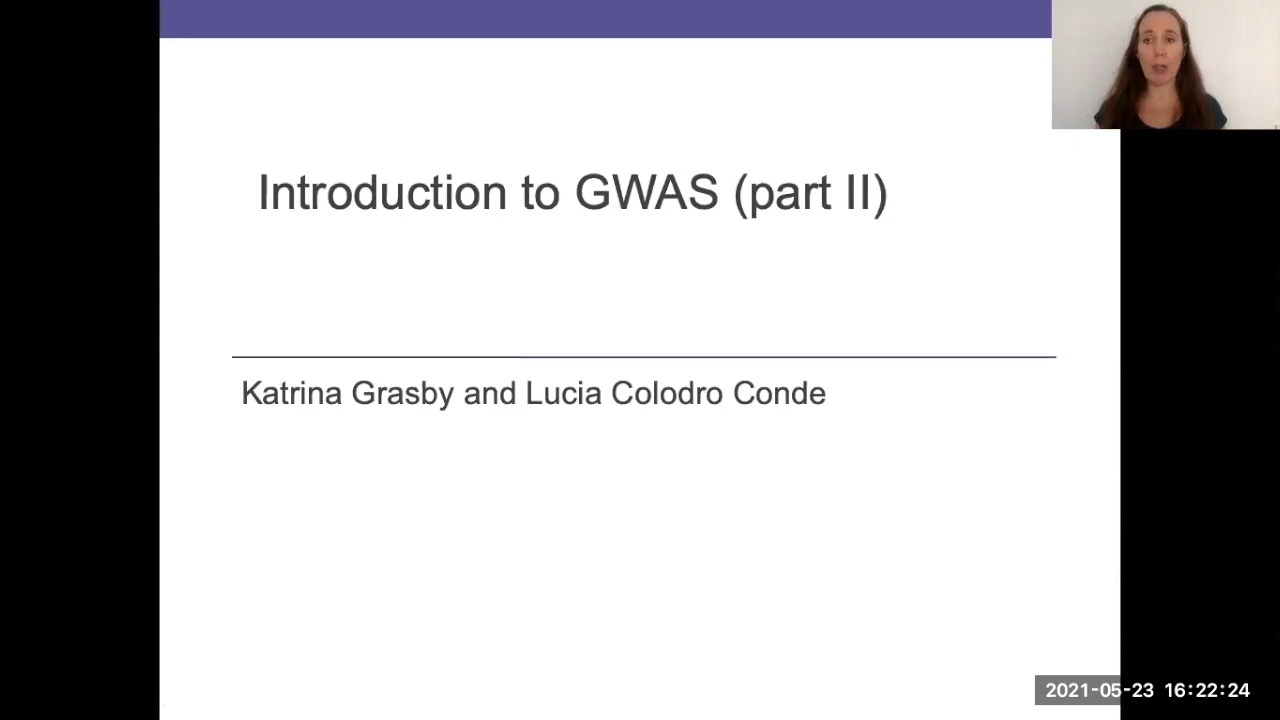 Introduction to GWAS (part II)
Katrina Grasby and Lucia Colodro Conde
2021-05-23 16:22:24